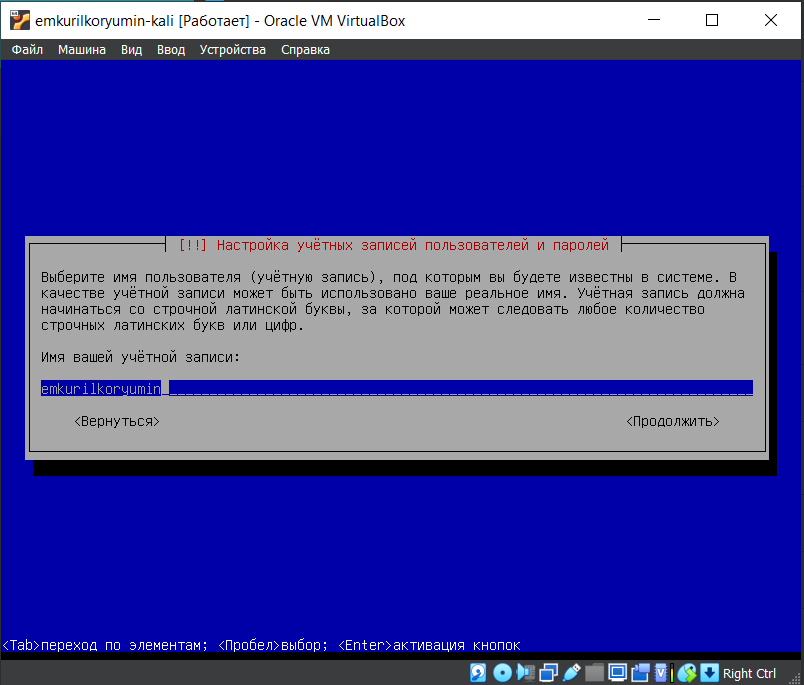 emkurilkoryumin-kali [Работает] - Oracle VM VirtualBox
Файл Машина Вид Ввод Устройства Справка
[!!] Настройка учётных записей пользователей и паролей
Выберите имя пользователя (учётную запись), под которым вы будете известны в системе. В
качестве учётной записи может быть использовано ваше реальное имя. Учётная запись должна
начинаться со строчной латинской буквы, за которой может следовать любое количество
строчных латинских букв или цифр.
Имя вашей учётной записи:
emkurilkoryumin
<Вернуться> <Продолжить>
<Tab>переход по элементам; <Пробел>выбор; <Enter>активация кнопок
Right Ctrl